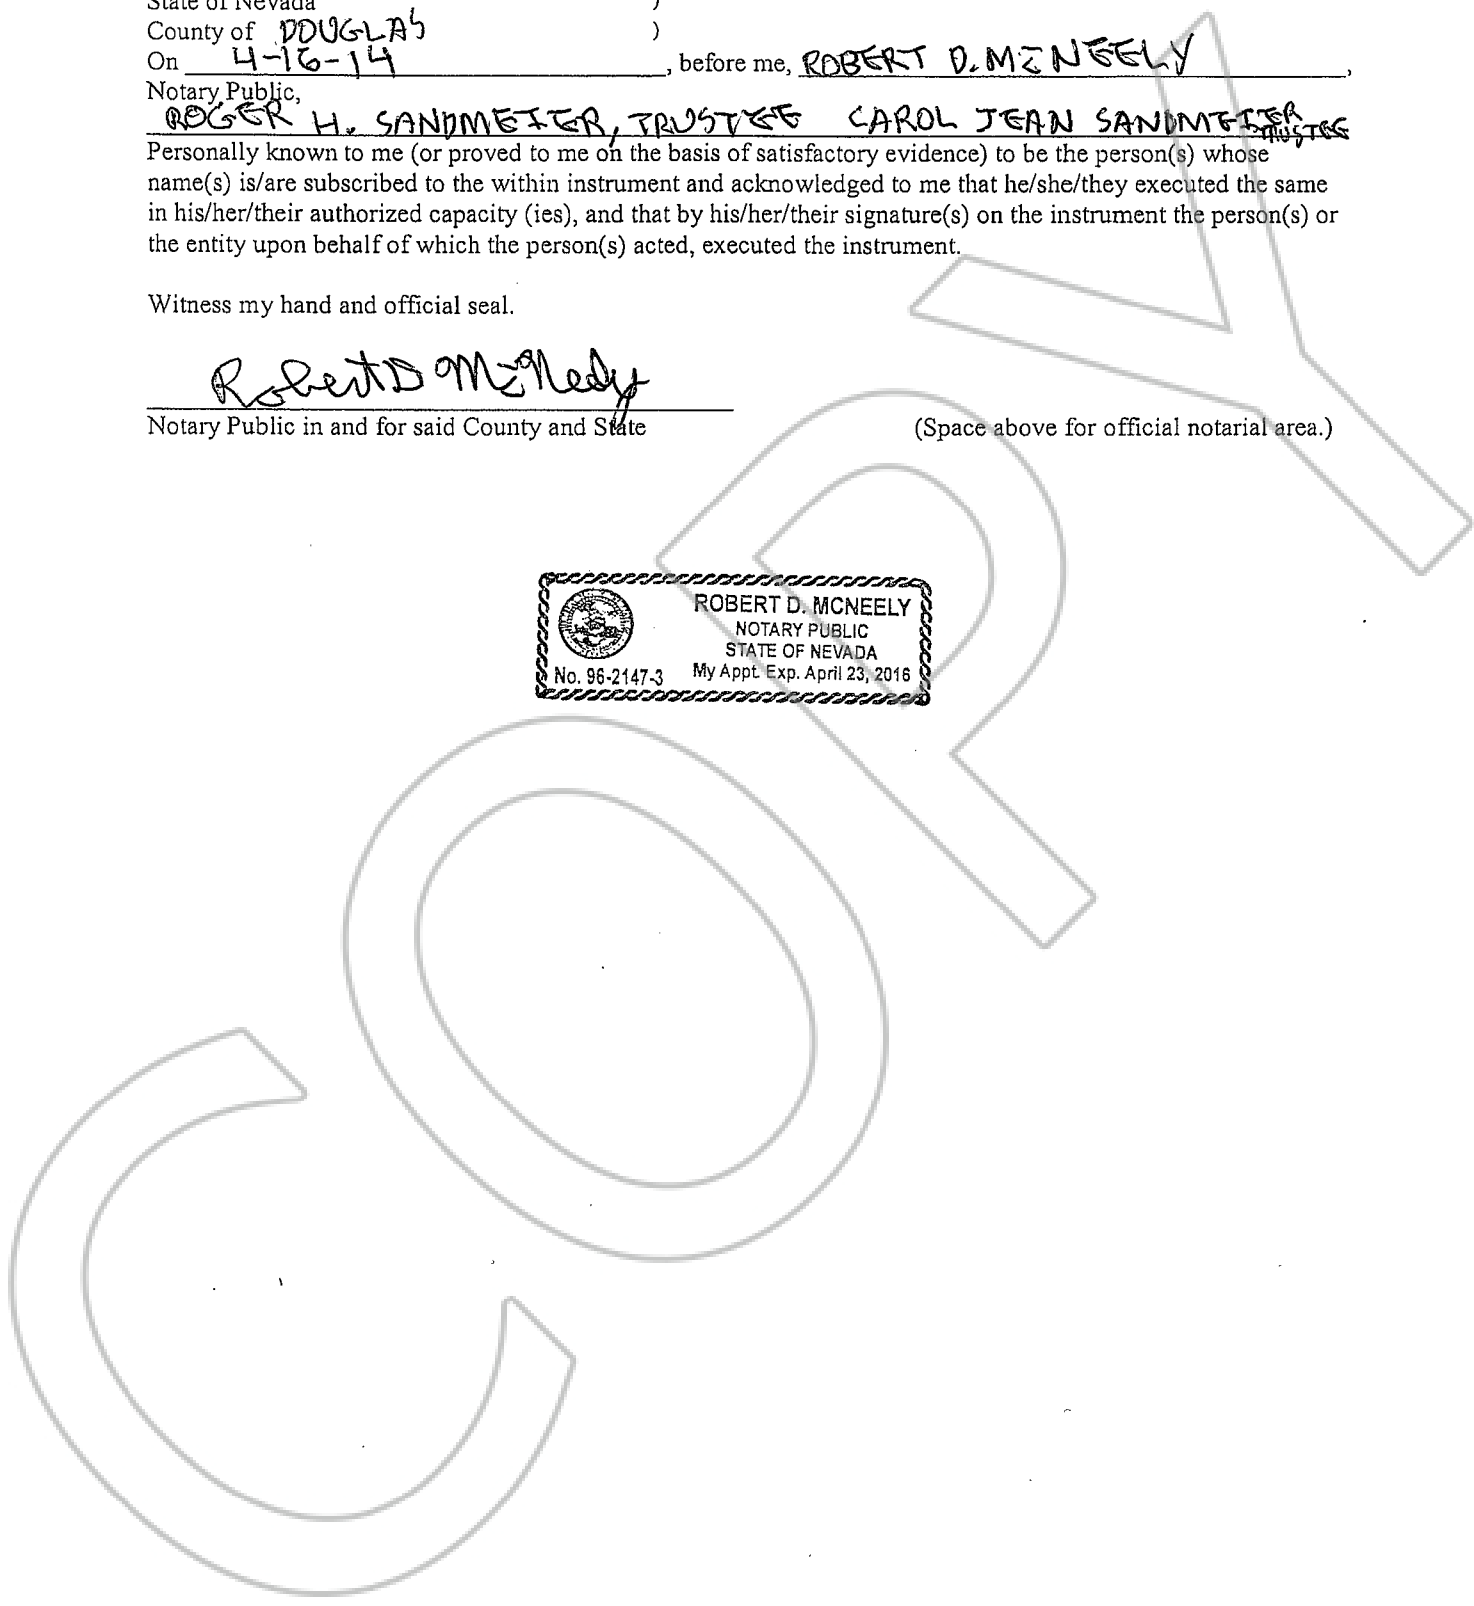 State of Nevada )
County of DOUGLAS )
On 4-16-14, before me, ROBERT D. MCNEELY,
Notary Public,
ROGER H. SANDMEIER, TRUSTEE CAROL JEAN SANDMEIER TRUSTEE
Personally known to me (or proved to me on the basis of satisfactory evidence) to be the person(s) whose
name(s) is/are subscribed to the within instrument and acknowledged to me that he/she/they executed the same
in his/her/their authorized capacity (ies), and that by his/her/their signature(s) on the instrument the person(s) or
the entity upon behalf of which the person(s) acted, executed the instrument.
Witness my hand and official seal.
Robert D McNeely
Notary Public in and for said County and State (Space above for official notarial area.)
ROBERT D. MCNEELY
NOTARY PUBLIC
STATE OF NEVADA
No. 96-2147-3 My Appt. Exp. April 23, 2016
COPY